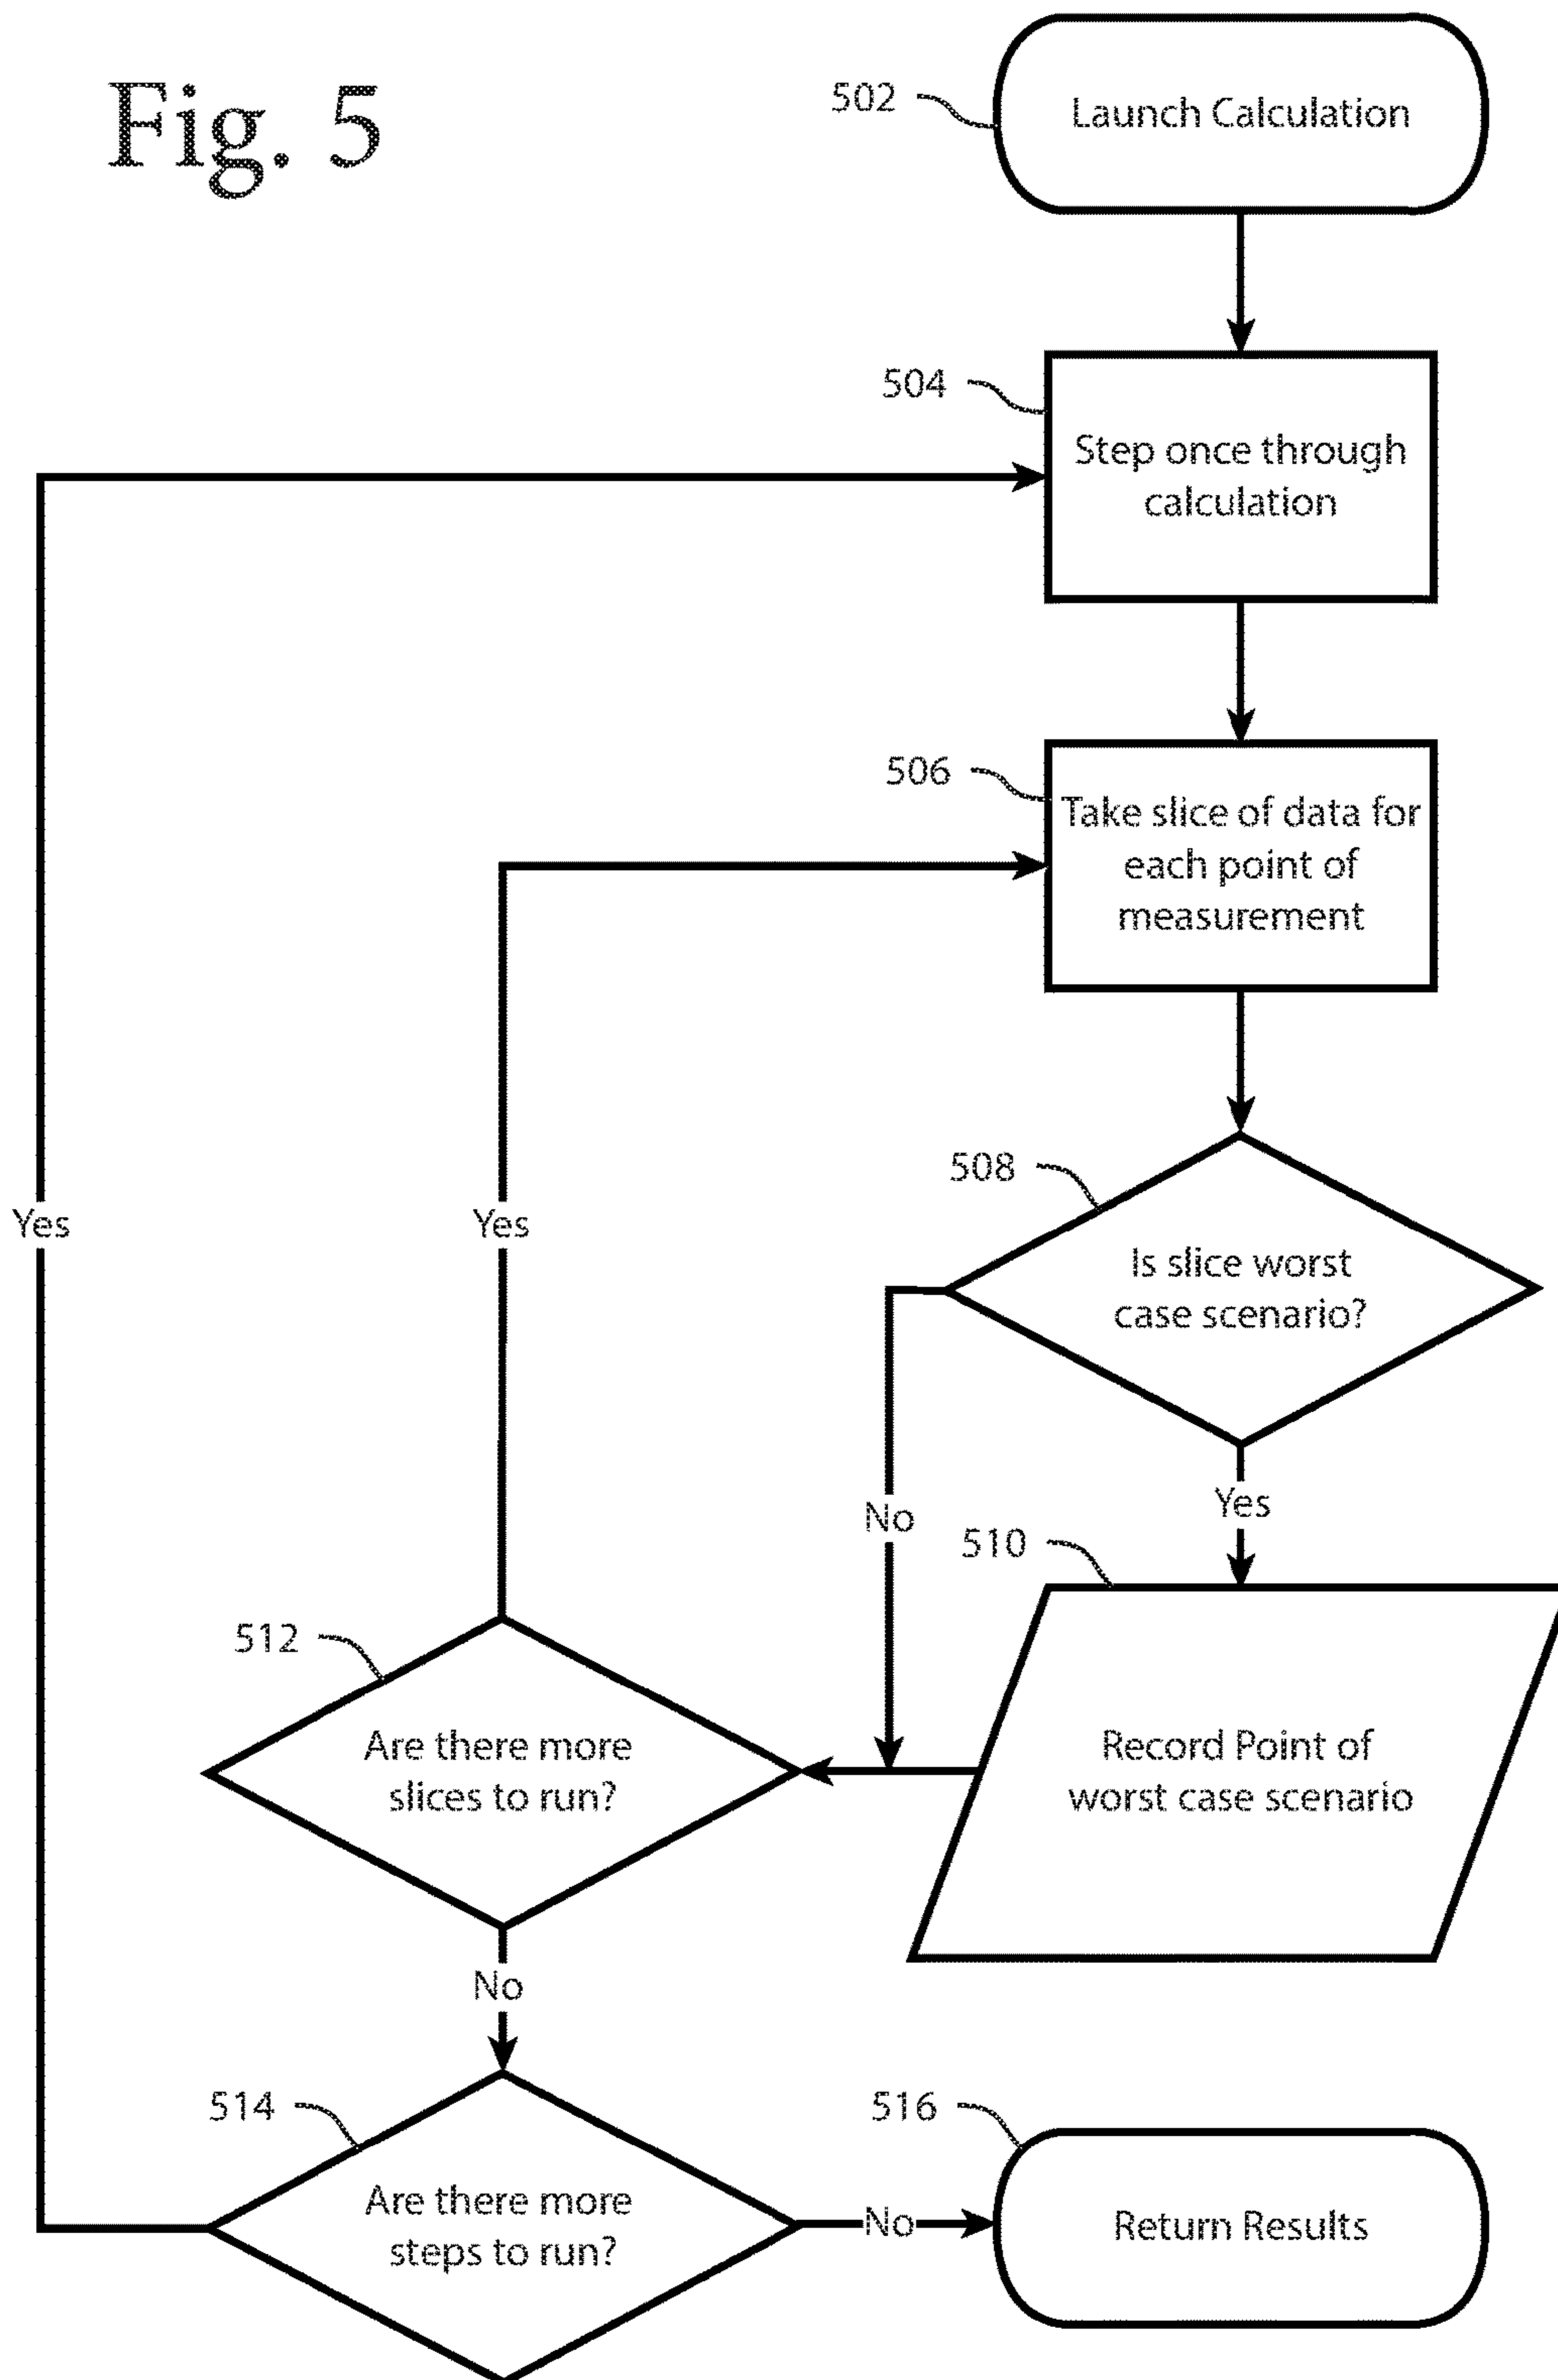 Fig. 5
502
Launch Calculation
504
Step once through
calculation
506
Take slice of data for
each point of
measurement
508
Is slice worst
case scenario?
Yes
Yes
No
Yes
510
Record Point of
worst case scenario
512
Are there more
slices to run?
No
514
Are there more
steps to run?
No
516
Return Results